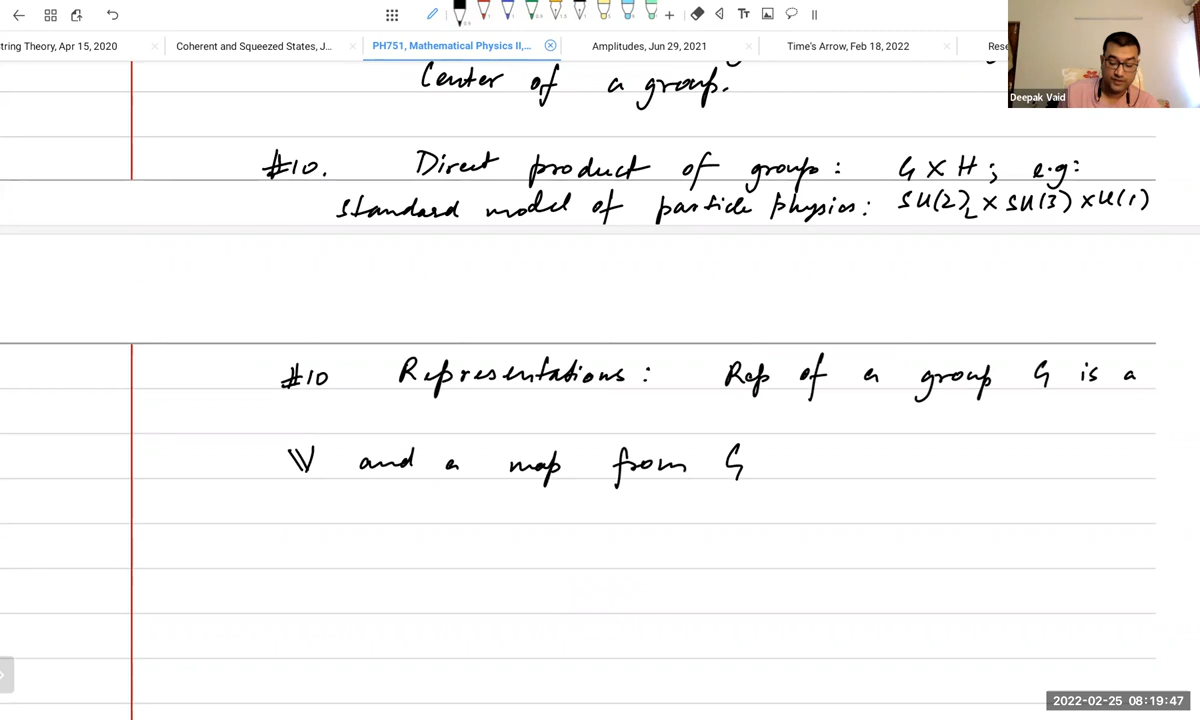 tring Theory, Apr 15, 2020 Coherent and Squeezed States, J... PH751, Mathematical Physics II,... Amplitudes, Jun 29, 2021 Time's Arrow, Feb 18, 2022 Rese
Deepak Vaid
Center of a group.
#10. Direct product of groups: G × H; e.g:
standard model of particle physics: SU(2)_L × SU(3) × U(1)
#10 Representations: Rep of a group G is a
𝕍 and a map from G
2022-02-25 08:19:47